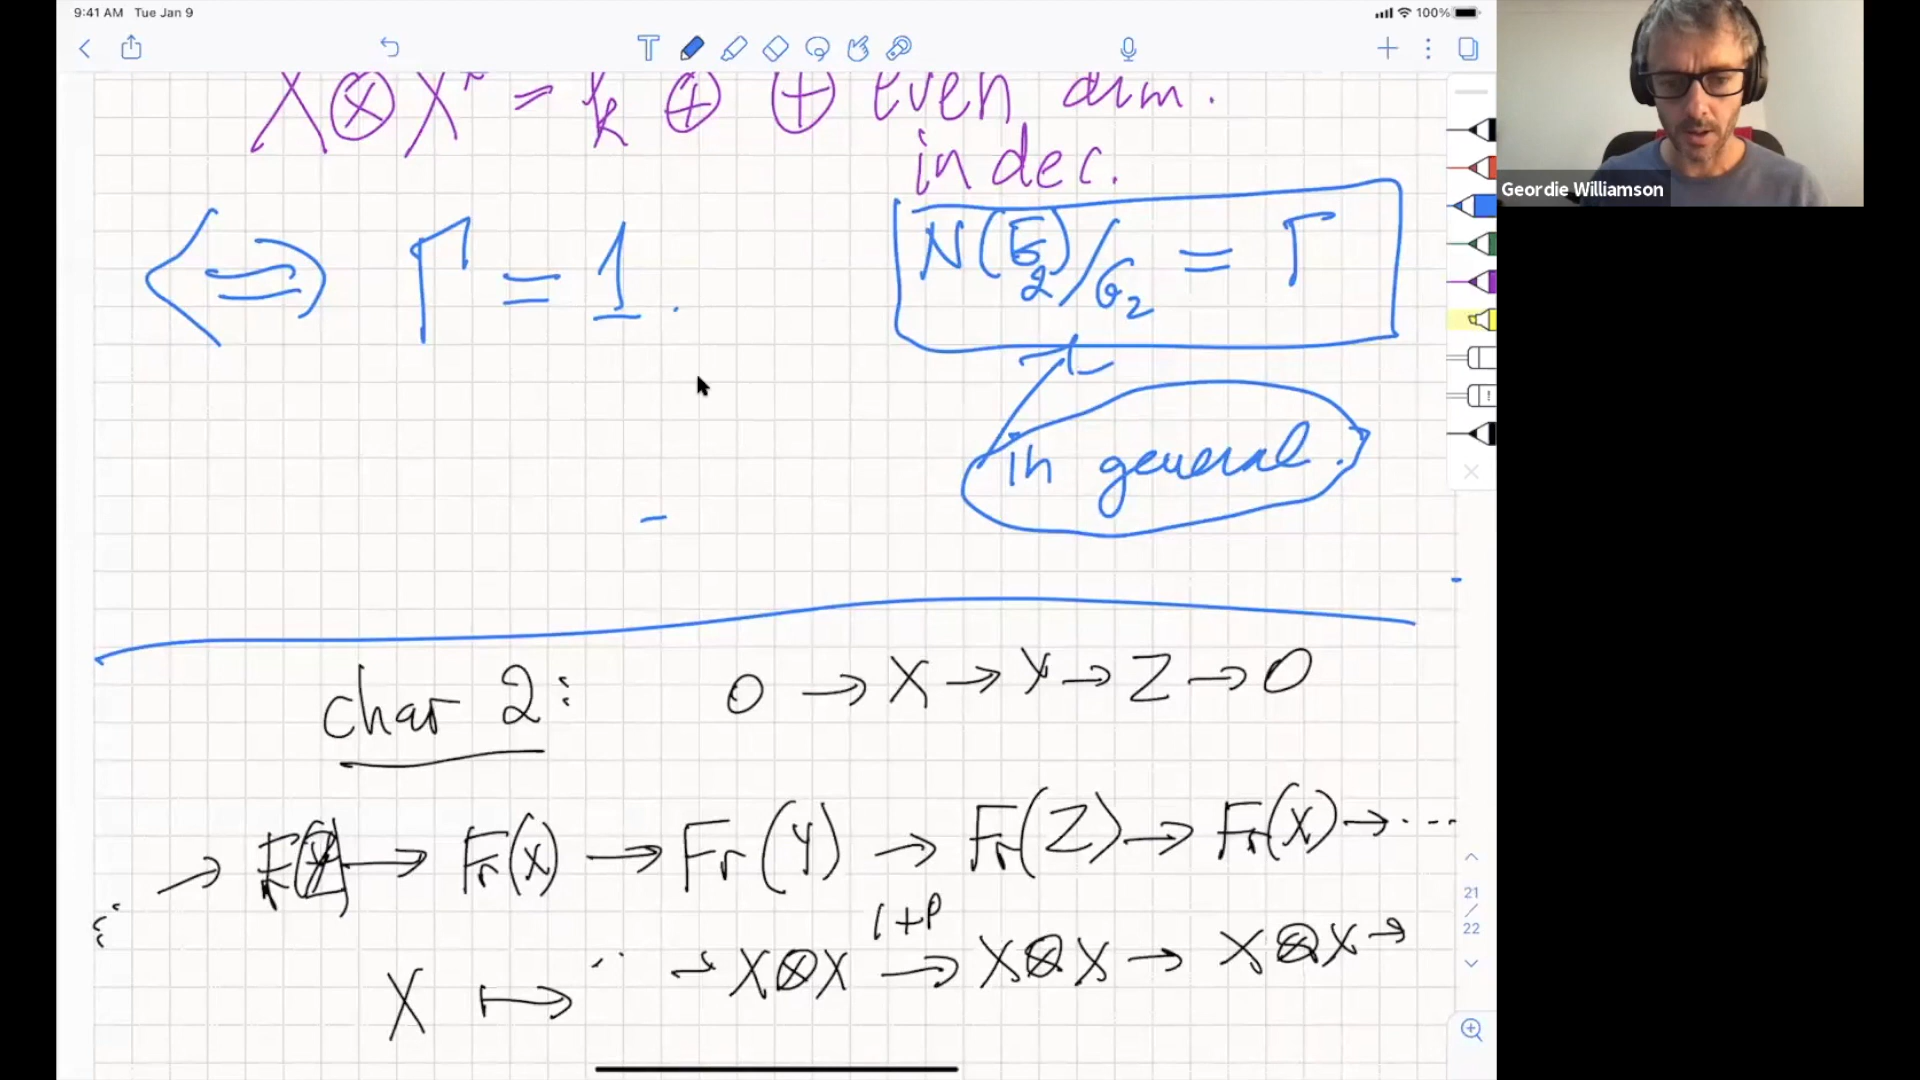 9:41 AM Tue Jan 9
100%
Geordie Williamson
X ⊗ X* = k ⊕ ⊕ even dim.
indec.
⟺ Γ = 1.
N(G₂)/G₂ = Γ
in general.
char 2: 0 → X → Y → Z → 0
→ Fr(Z) → Fr(X) → Fr(Y) → Fr(Z) → Fr(X) → ...
1+P
X ↦ ... → X⊗X → X⊗X → X⊗X →
21
/
22